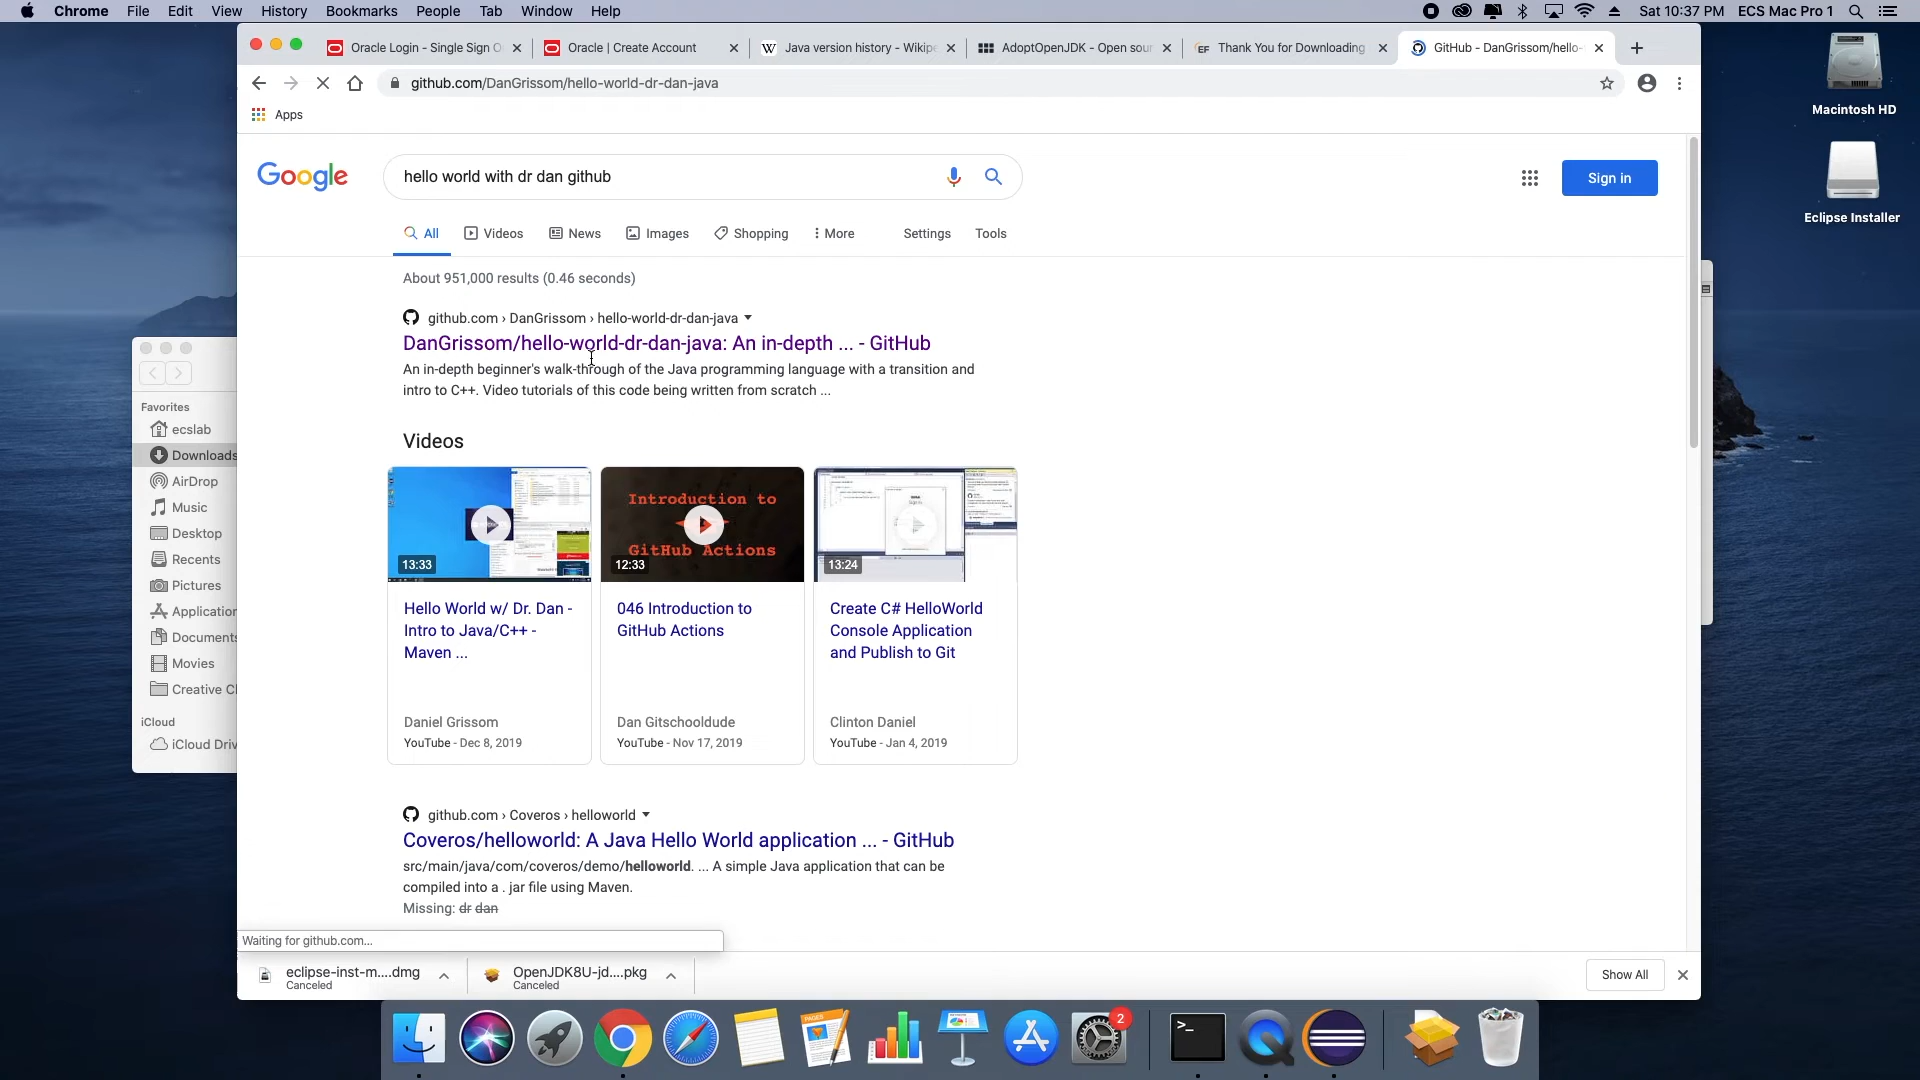 Chrome File Edit View History Bookmarks People Tab Window Help Sat 10:37 PM ECS Mac Pro 1
Oracle Login - Single Sign O Oracle | Create Account Java version history - Wikipe AdoptOpenJDK - Open sour Thank You for Downloading GitHub - DanGrissom/hello-
github.com/DanGrissom/hello-world-dr-dan-java
Apps
Macintosh HD
Eclipse Installer
Google hello world with dr dan github Sign in
All Videos News Images Shopping More Settings Tools
About 951,000 results (0.46 seconds)
github.com › DanGrissom › hello-world-dr-dan-java
DanGrissom/hello-world-dr-dan-java: An in-depth ... - GitHub
An in-depth beginner's walk-through of the Java programming language with a transition and
intro to C++. Video tutorials of this code being written from scratch ...
Videos
13:33
Introduction to
GitHub Actions
12:33
13:24
Hello World w/ Dr. Dan -
Intro to Java/C++ -
Maven ...
Daniel Grissom
YouTube - Dec 8, 2019
046 Introduction to
GitHub Actions
Dan Gitschooldude
YouTube - Nov 17, 2019
Create C# HelloWorld
Console Application
and Publish to Git
Clinton Daniel
YouTube - Jan 4, 2019
github.com › Coveros › helloworld
Coveros/helloworld: A Java Hello World application ... - GitHub
src/main/java/com/coveros/demo/helloworld. ... A simple Java application that can be
compiled into a . jar file using Maven.
Missing: dr dan
Waiting for github.com...
eclipse-inst-m....dmg
Canceled
OpenJDK8U-jd....pkg
Canceled
Show All
Favorites
ecslab
Downloads
AirDrop
Music
Desktop
Recents
Pictures
Application
Documents
Movies
Creative Cl
iCloud
iCloud Driv
PAGES
2